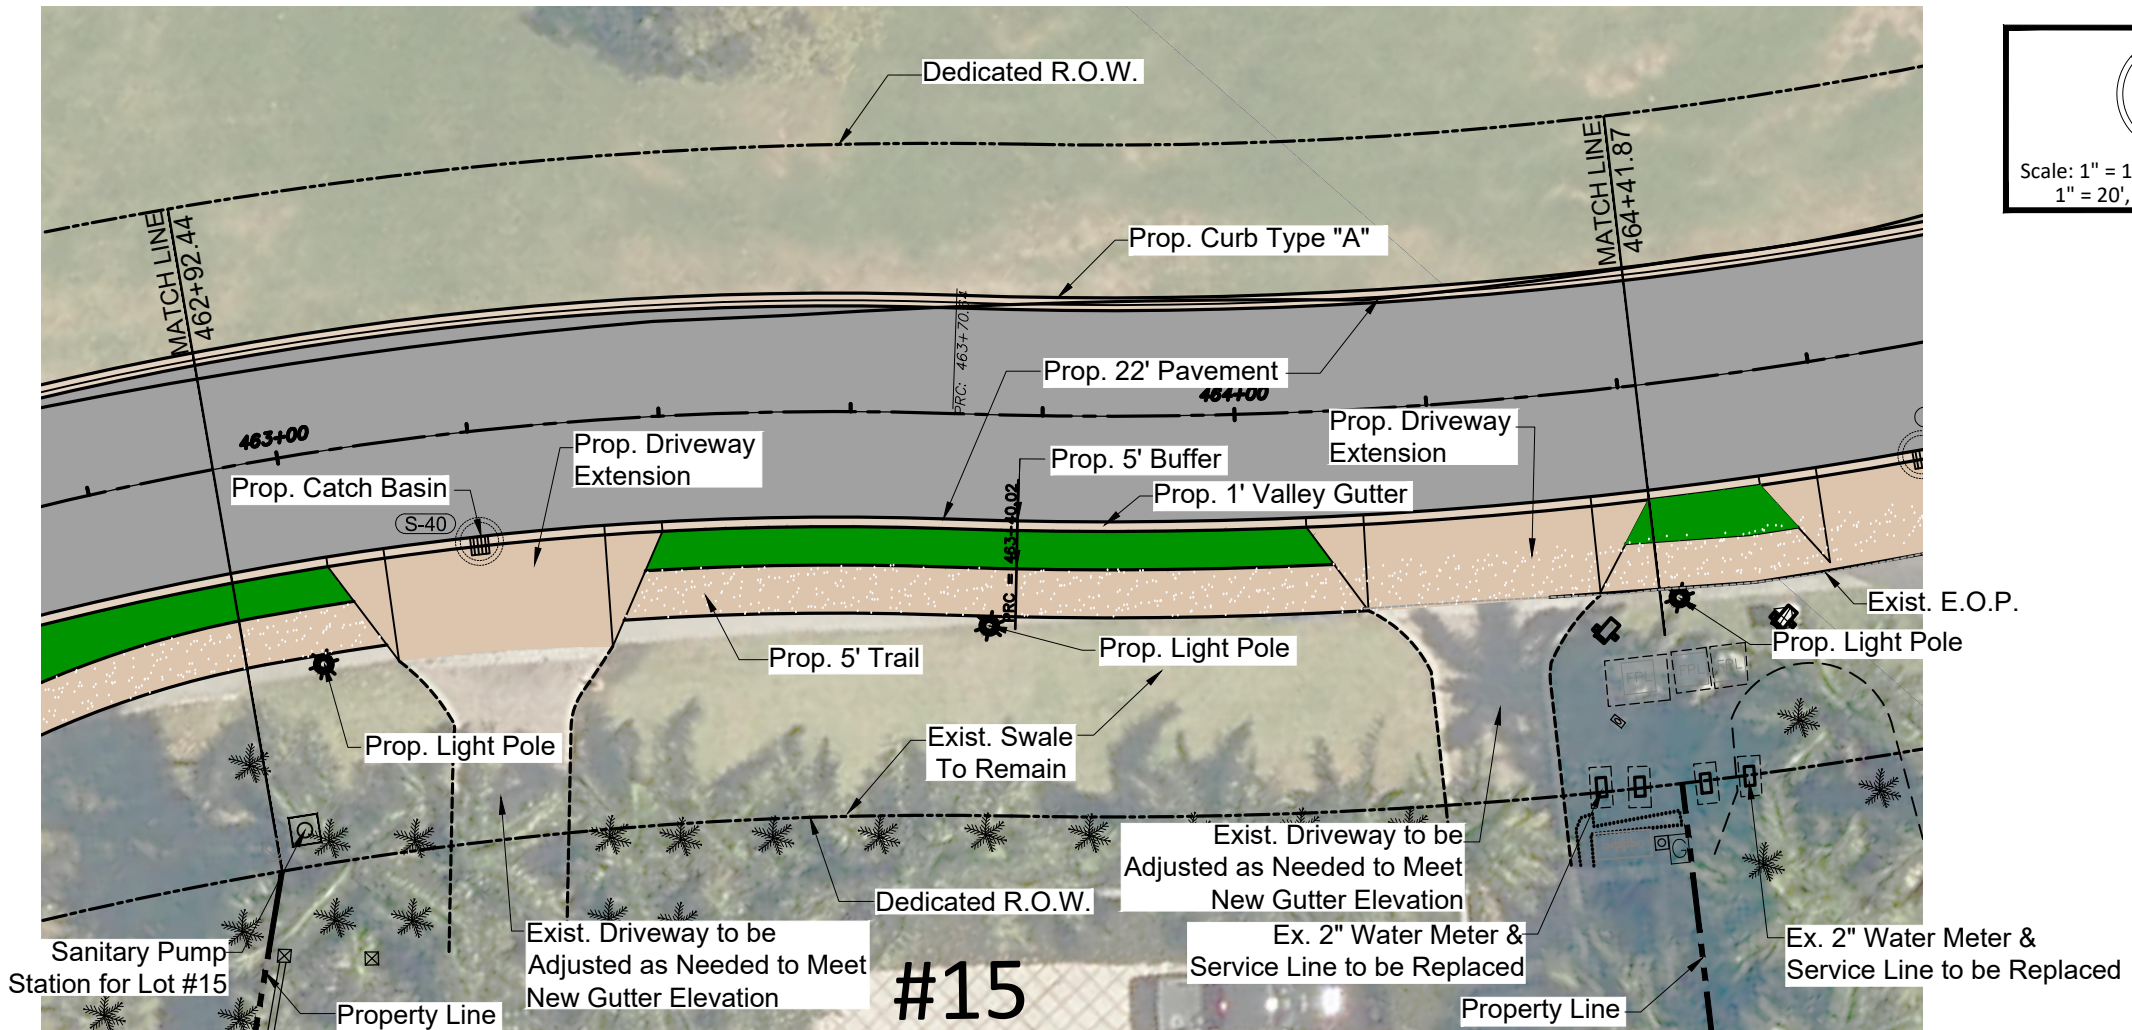 Dedicated R.O.W.
MATCH LINE
462+92.44
MATCH LINE
464+41.87
Scale: 1" = 1
1" = 20',
Prop. Curb Type "A"
PRC: 463+70.64
Prop. 22' Pavement
464+00
463+00
Prop. Driveway
Extension
Prop. Driveway
Extension
Prop. Catch Basin
S-40
Prop. 5' Buffer
Prop. 1' Valley Gutter
PRC = 463+40.02
Exist. E.O.P.
Prop. Light Pole
Prop. 5' Trail
Prop. Light Pole
FPL
FPL
FPL
Prop. Light Pole
Exist. Swale
To Remain
Exist. Driveway to be
Adjusted as Needed to Meet
New Gutter Elevation
Dedicated R.O.W.
Sanitary Pump
Station for Lot #15
Exist. Driveway to be
Adjusted as Needed to Meet
New Gutter Elevation
#15
Ex. 2" Water Meter &
Service Line to be Replaced
Ex. 2" Water Meter &
Service Line to be Replaced
Property Line
Property Line